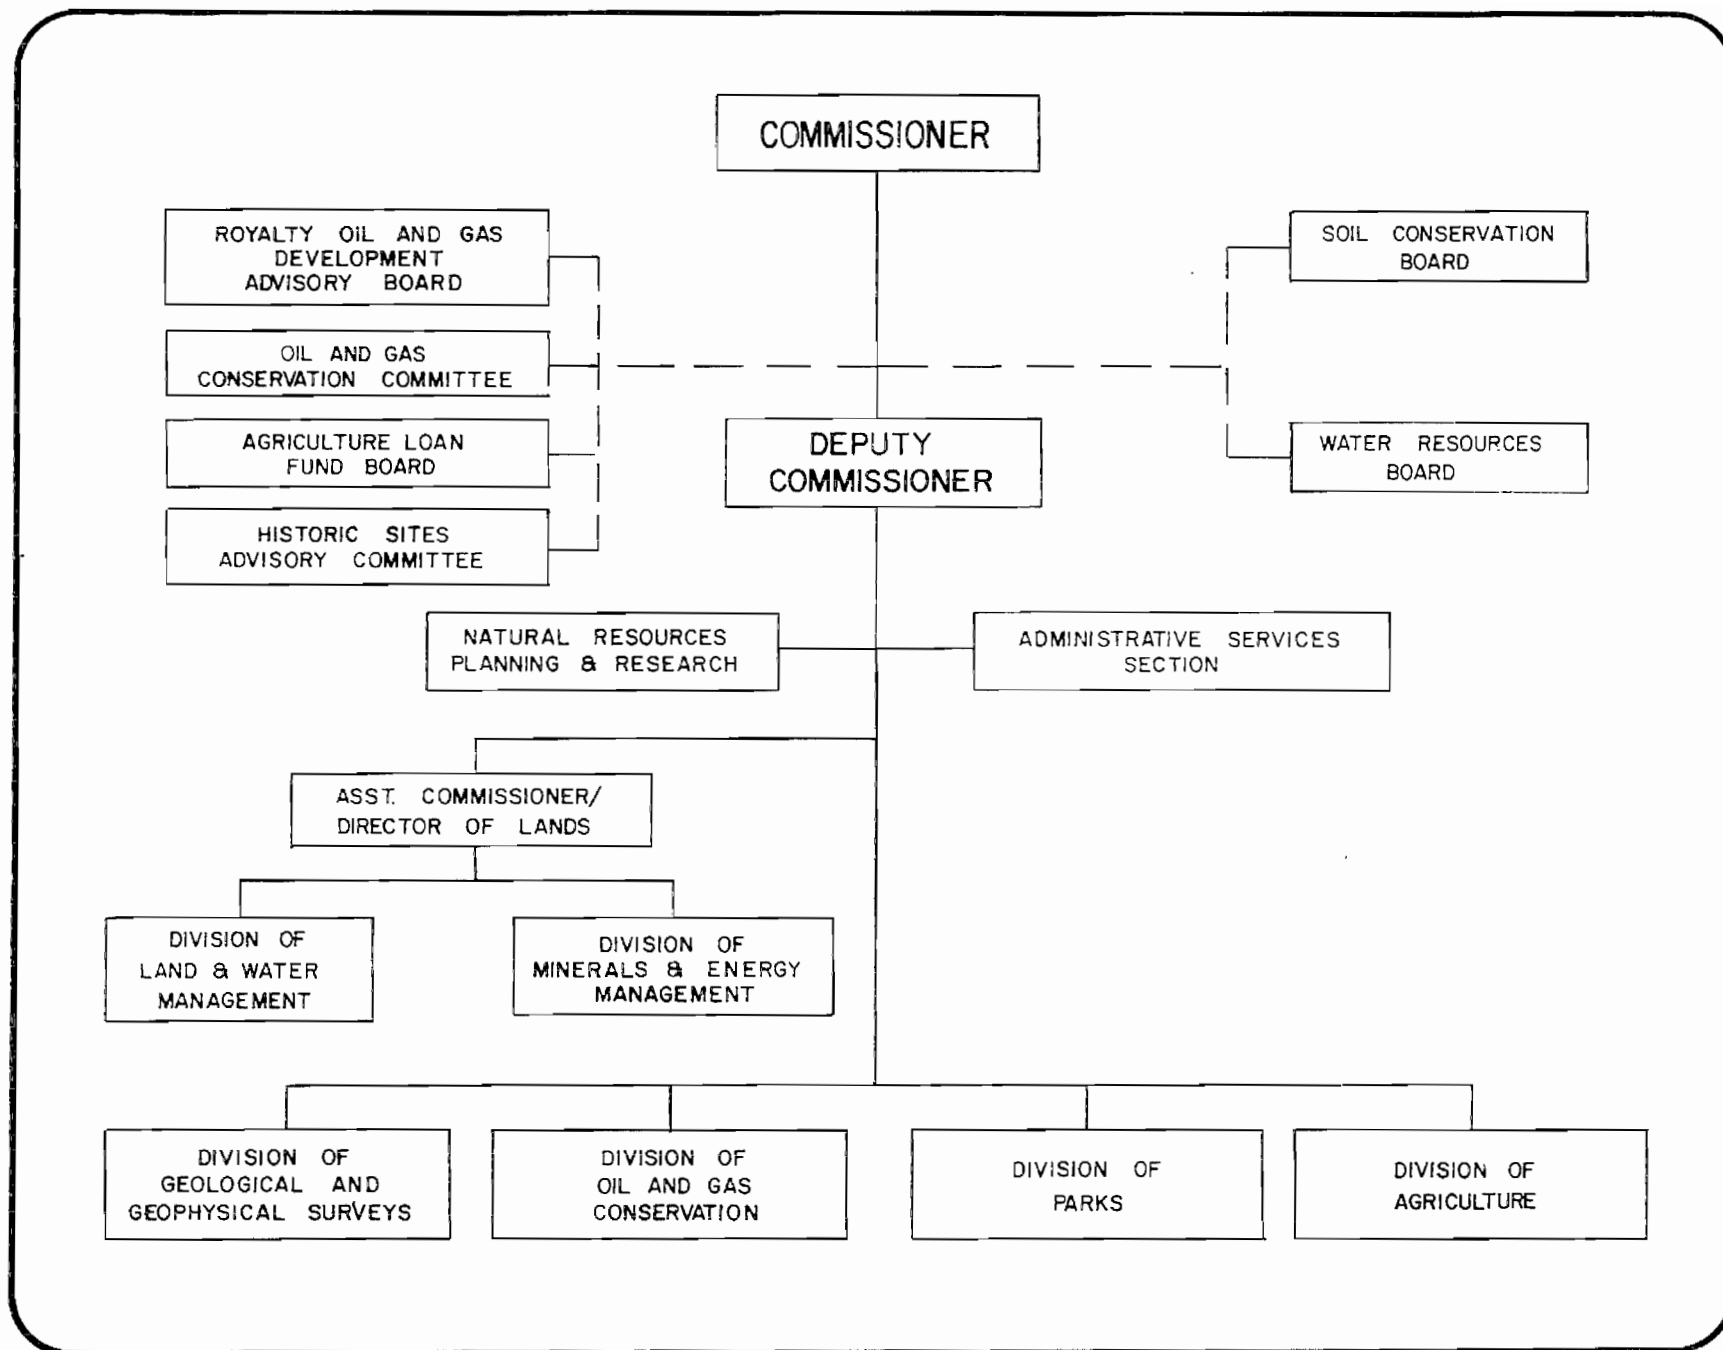 COMMISSIONER
ROYALTY OIL AND GAS
DEVELOPMENT
ADVISORY BOARD
SOIL CONSERVATION
BOARD
OIL AND GAS
CONSERVATION COMMITTEE
AGRICULTURE LOAN
FUND BOARD
DEPUTY
COMMISSIONER
WATER RESOURCES
BOARD
HISTORIC SITES
ADVISORY COMMITTEE
NATURAL RESOURCES
PLANNING & RESEARCH
ADMINISTRATIVE SERVICES
SECTION
ASST. COMMISSIONER/
DIRECTOR OF LANDS
DIVISION OF
LAND & WATER
MANAGEMENT
DIVISION OF
MINERALS & ENERGY
MANAGEMENT
DIVISION OF
GEOLOGICAL AND
GEOPHYSICAL SURVEYS
DIVISION OF
OIL AND GAS
CONSERVATION
DIVISION OF
PARKS
DIVISION OF
AGRICULTURE